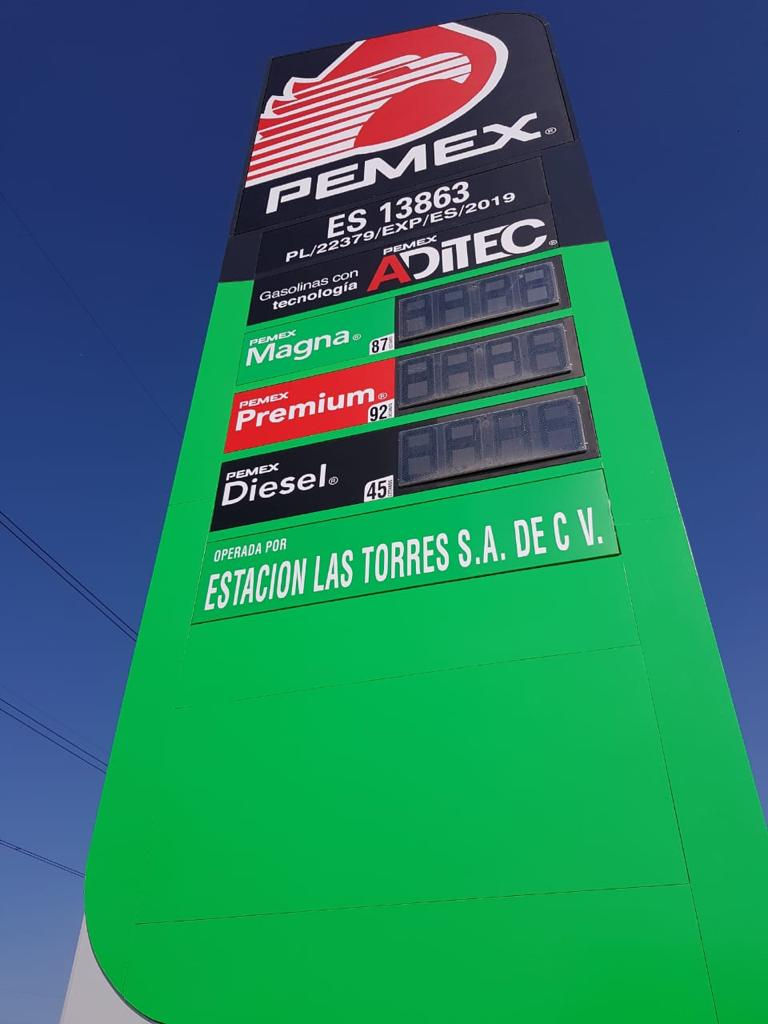 PEMEX®
ES 13863
PL/22379/EXP/ES/2019
Gasolinas con
tecnología
PEMEX
ADITEC®
PEMEX
Magna® 87
PEMEX
Premium® 92
PEMEX
Diesel® 45
OPERADA POR
ESTACION LAS TORRES S.A. DE C V.